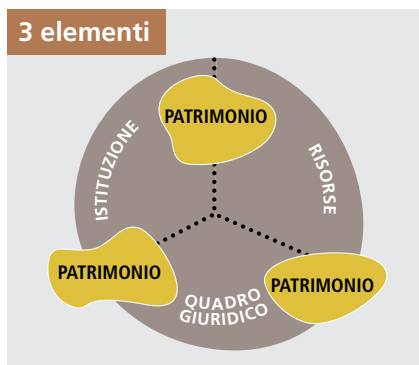 3 elementi
PATRIMONIO
ISTITUZIONE
RISORSE
PATRIMONIO
PATRIMONIO
QUADRO
GIURIDICO